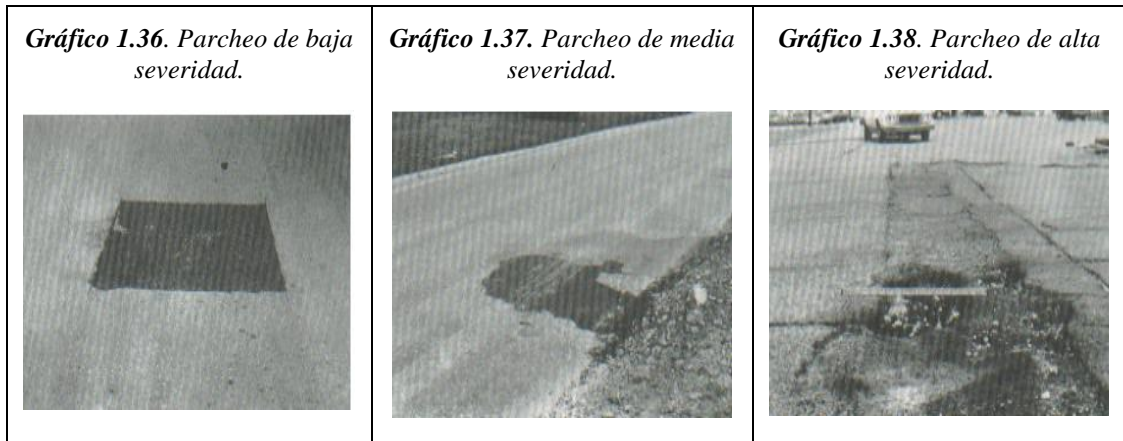 Gráfico 1.36. Parcheo de baja
severidad.
Gráfico 1.37. Parcheo de media
severidad.
Gráfico 1.38. Parcheo de alta
severidad.